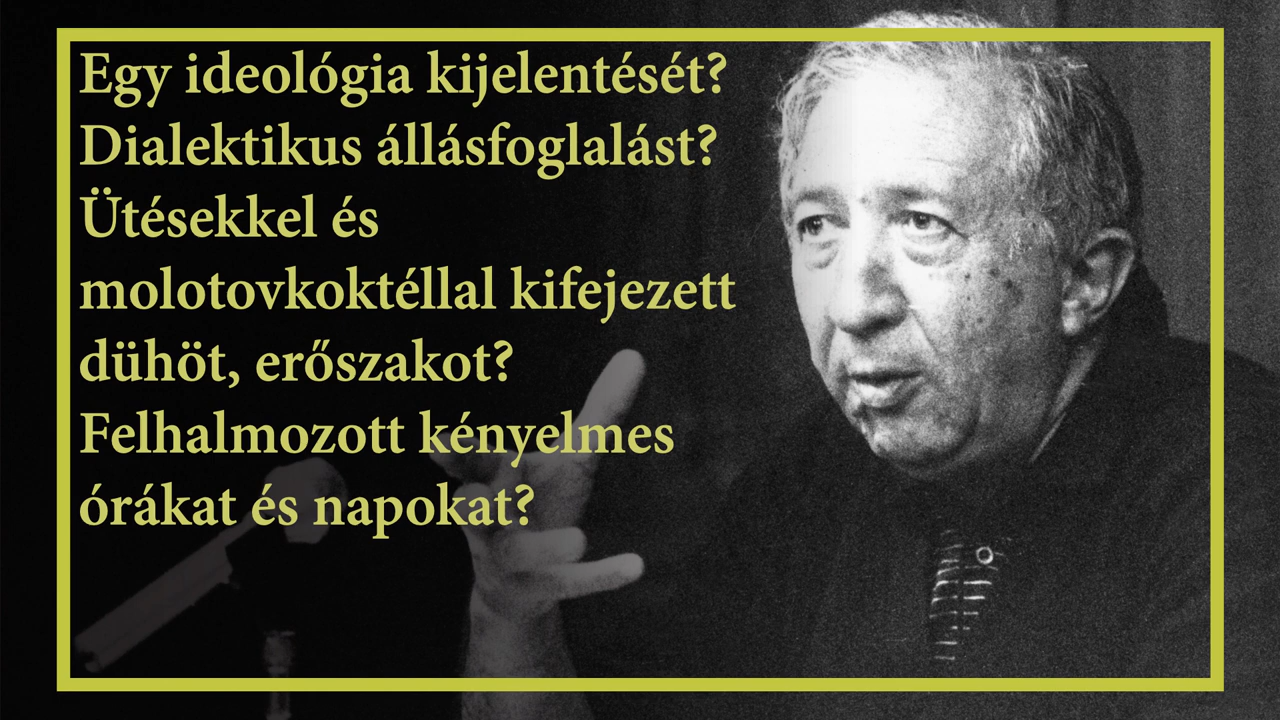 Egy ideológia kijelentését?
Dialektikus állásfoglalást?
Ütésekkel és
molotovkoktéllal kifejezett
dühöt, erőszakot?
Felhalmozott kényelmes
órákat és napokat?